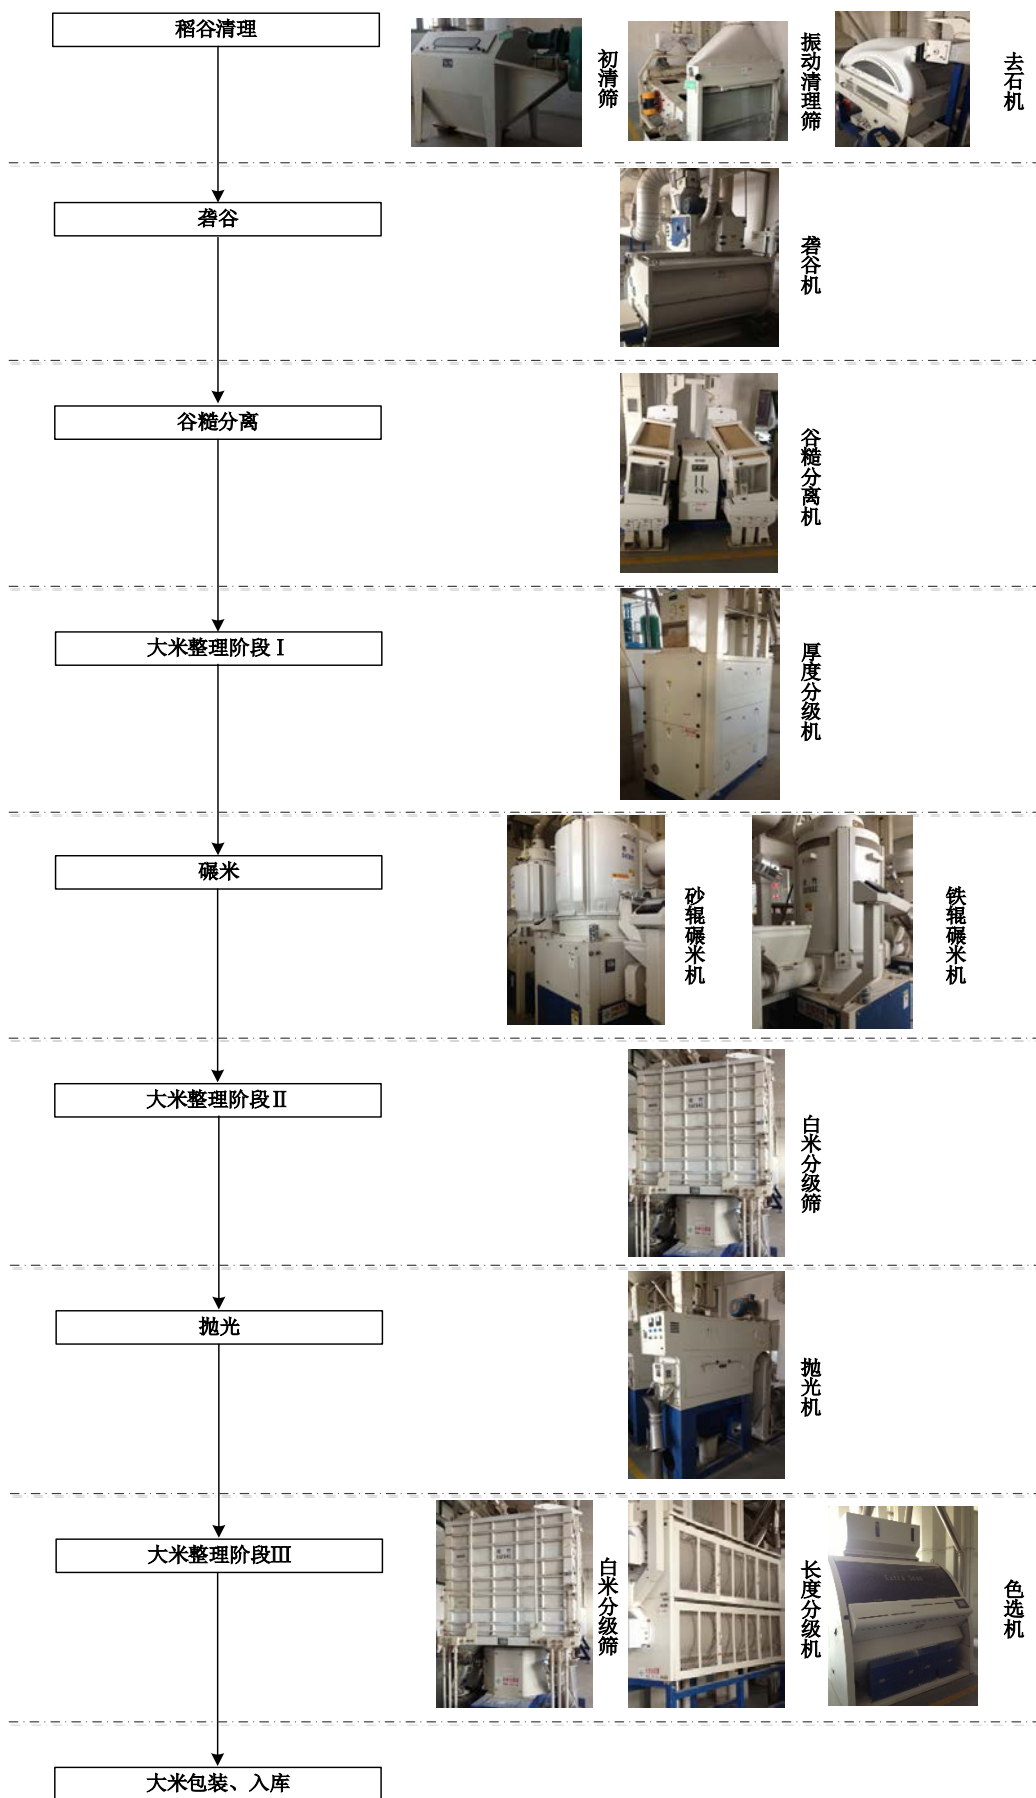 稻谷清理
初清筛
振动清理筛
去石机
砻谷
砻谷机
谷糙分离
谷糙分离机
大米整理阶段Ⅰ
厚度分级机
碾米
砂辊碾米机
铁辊碾米机
大米整理阶段Ⅱ
白米分级筛
抛光
抛光机
大米整理阶段Ⅲ
白米分级筛
长度分级机
色选机
大米包装、入库